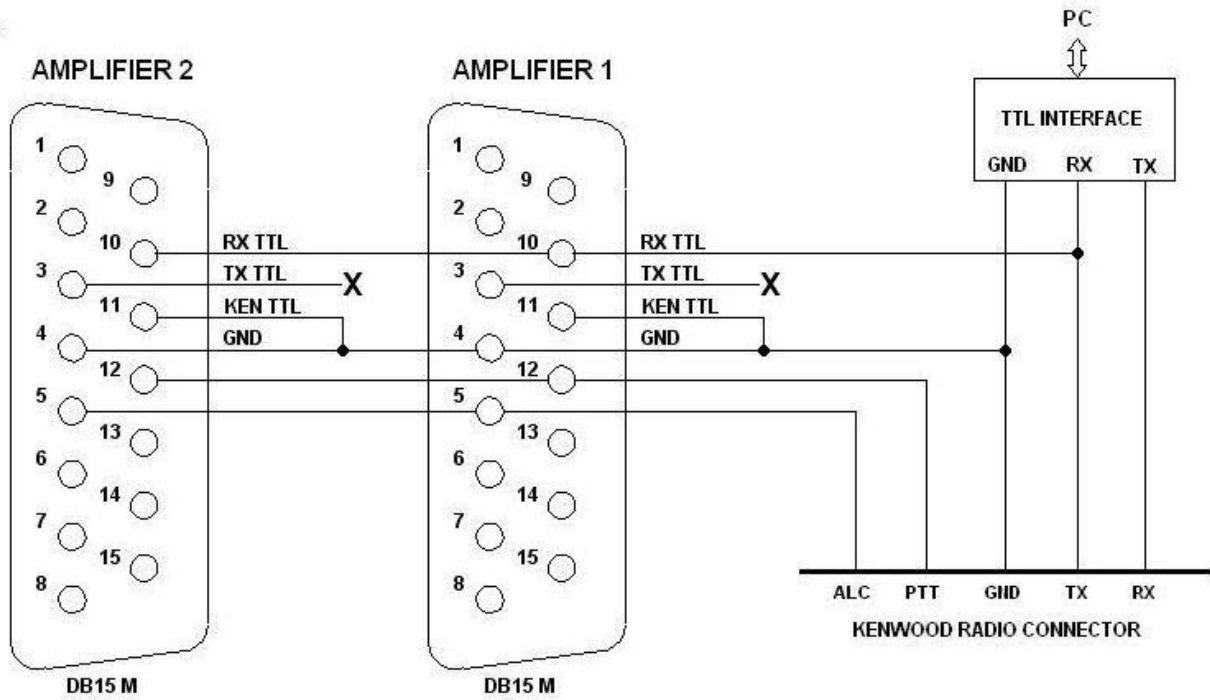 PC
AMPLIFIER 2
AMPLIFIER 1
TTL INTERFACE
GND RX TX
1
9
2
10
3
11
4
12
5
13
6
14
7
15
8
RX TTL
TX TTL
X
KEN TTL
GND
1
9
2
10
3
11
4
12
5
13
6
14
7
15
8
RX TTL
TX TTL
X
KEN TTL
GND
ALC PTT GND TX RX
KENWOOD RADIO CONNECTOR
DB15 M
DB15 M